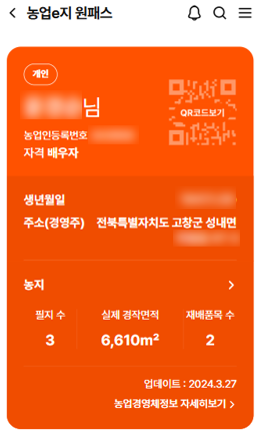 농업e지 원패스
개인
님
QR코드보기
농업인등록번호
자격 배우자
생년월일
주소(경영주) 전북특별자치도 고창군 성내면
농지
필지 수 실제 경작면적 재배품목 수
3 6,610m² 2
업데이트 : 2024.3.27
농업경영체정보 자세히보기